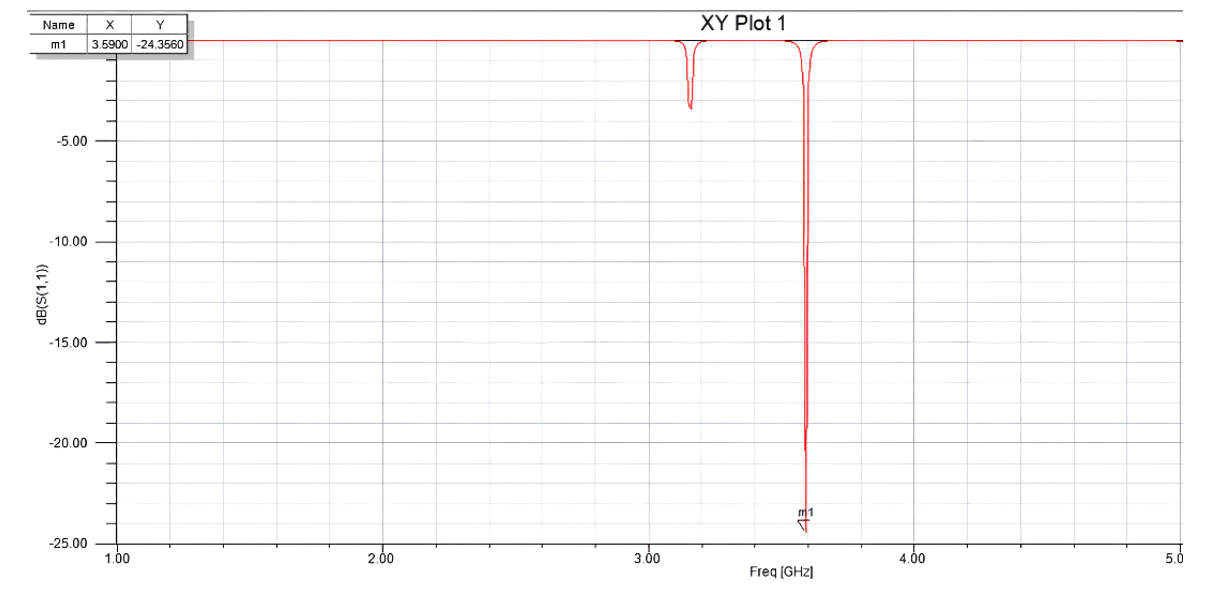 XY Plot 1
Name X Y
m1 3.5900 -24.3560
-5.00
-10.00
-15.00
-20.00
-25.00
dB(S(1,1))
m1
1.00 2.00 3.00 4.00 5.0
Freq [GHz]